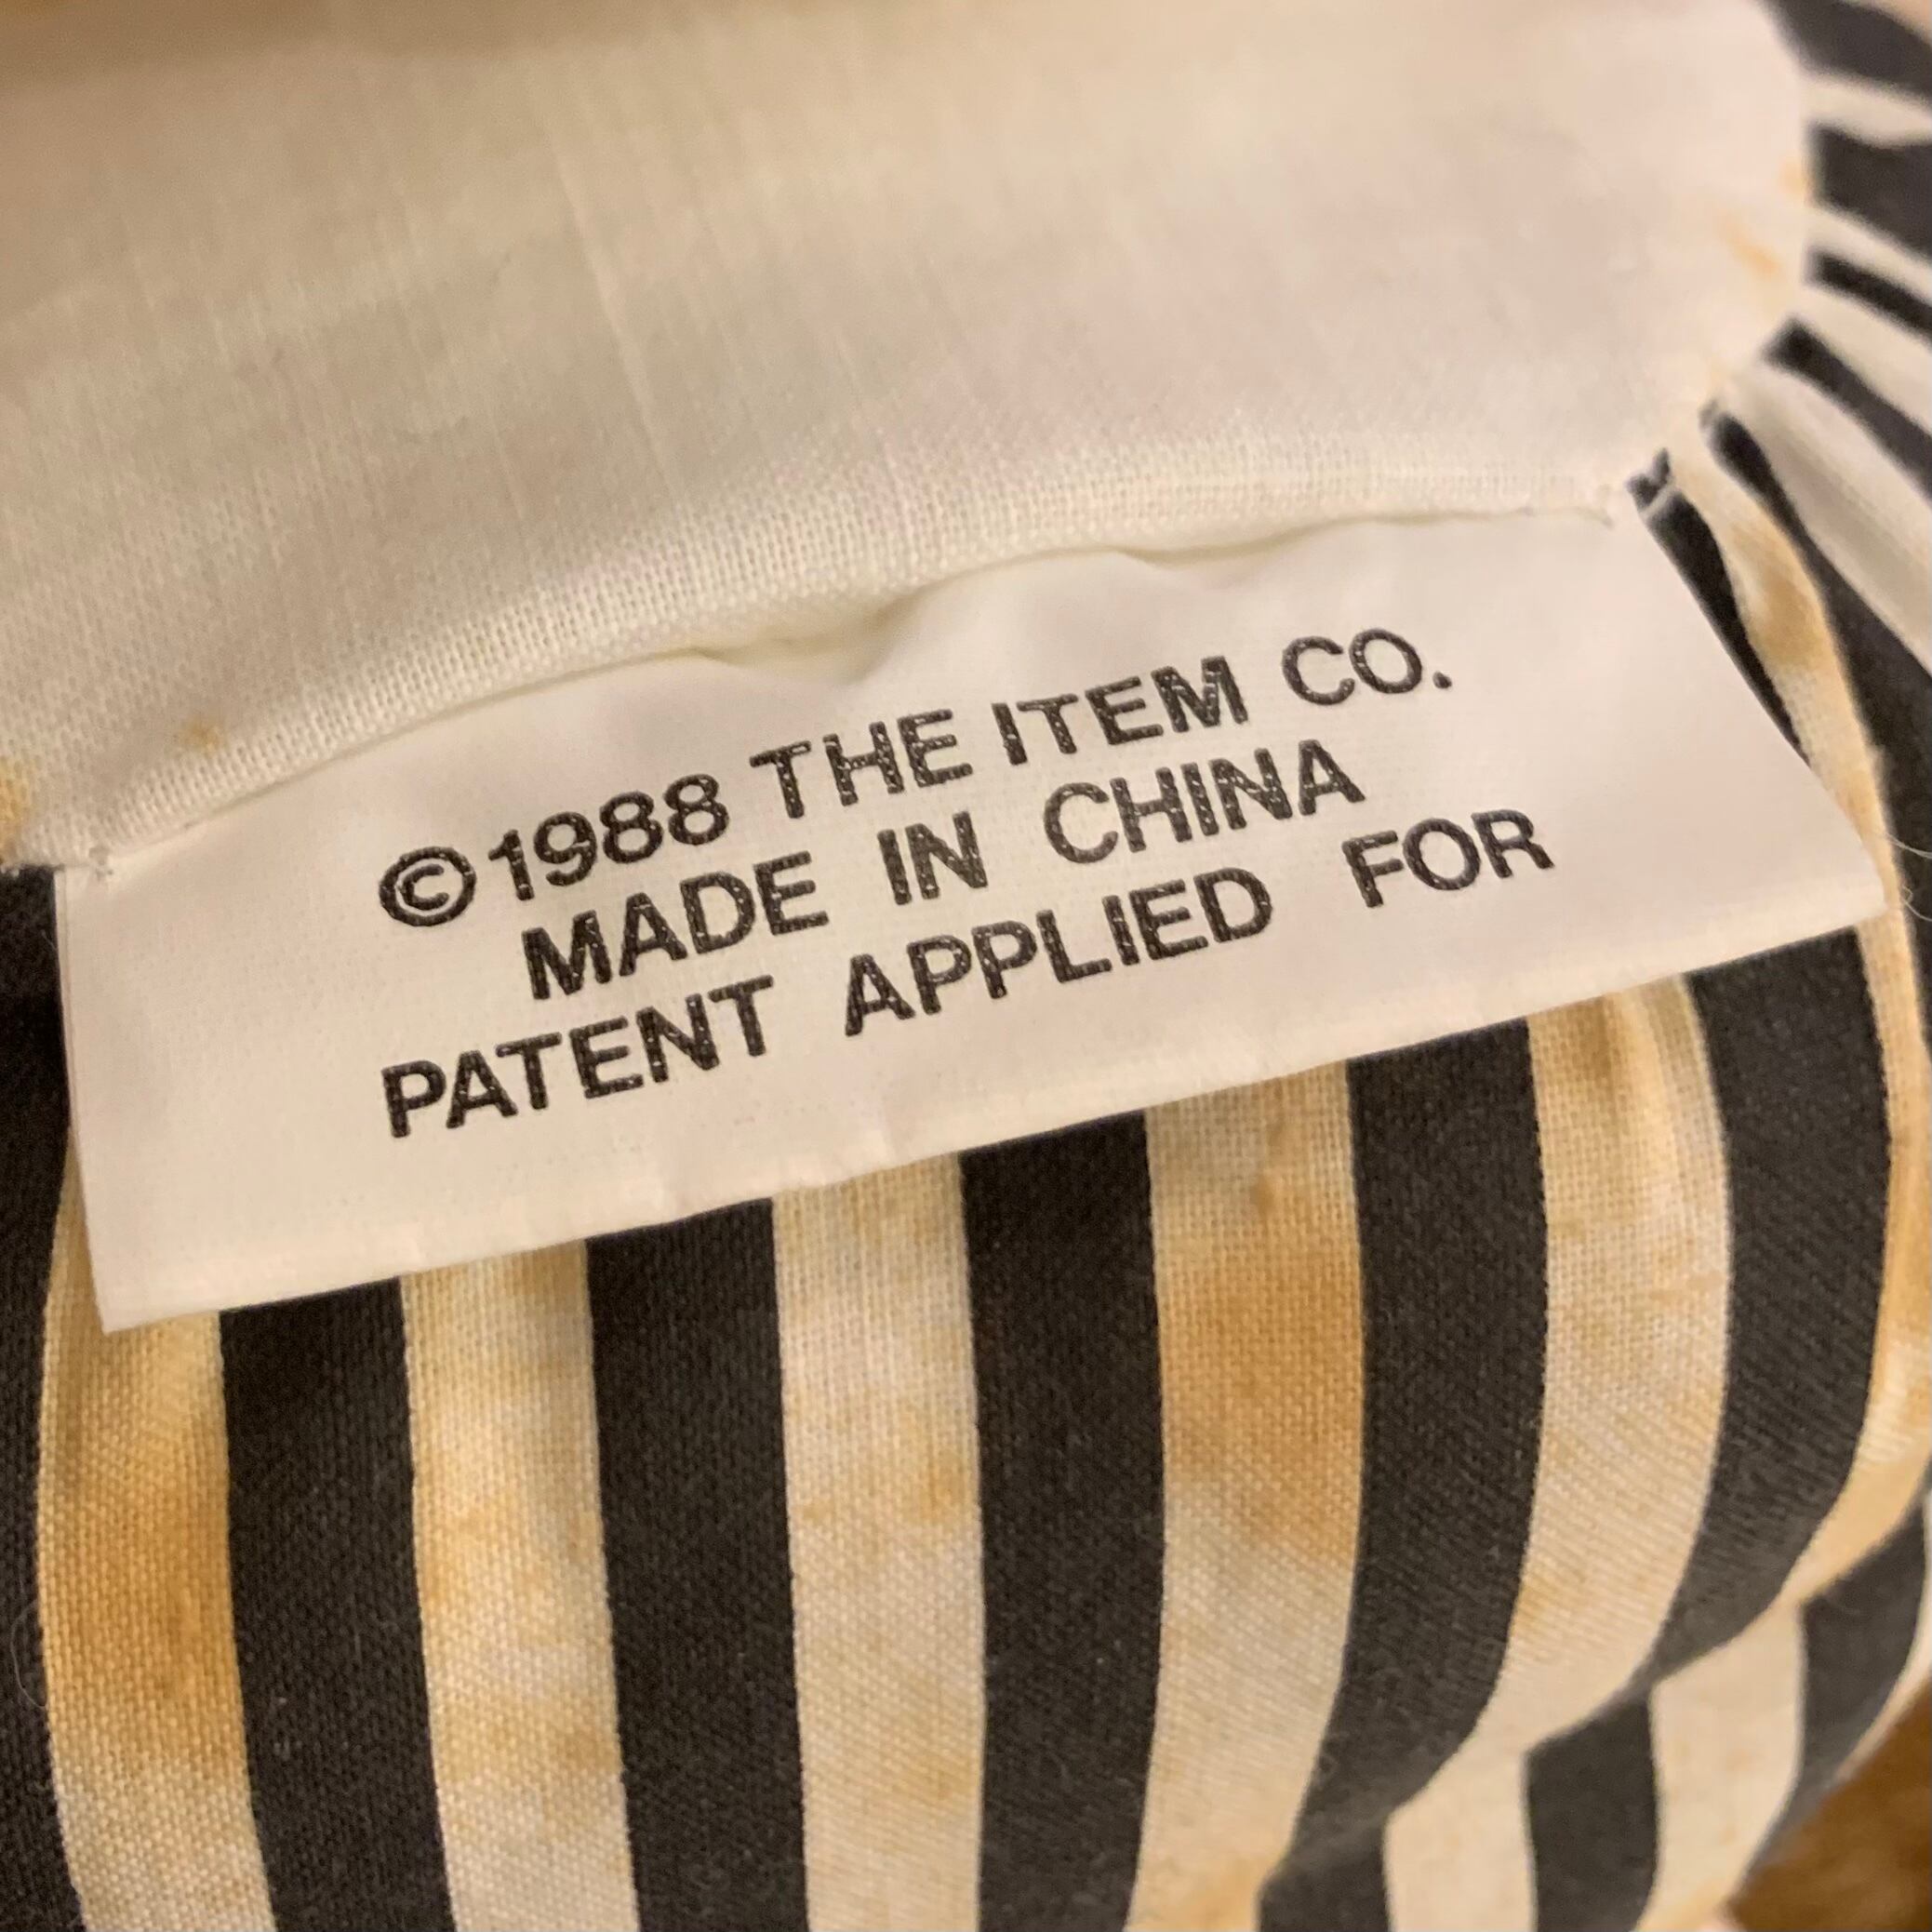 ©1988 THE ITEM CO.
MADE IN CHINA
PATENT APPLIED FOR